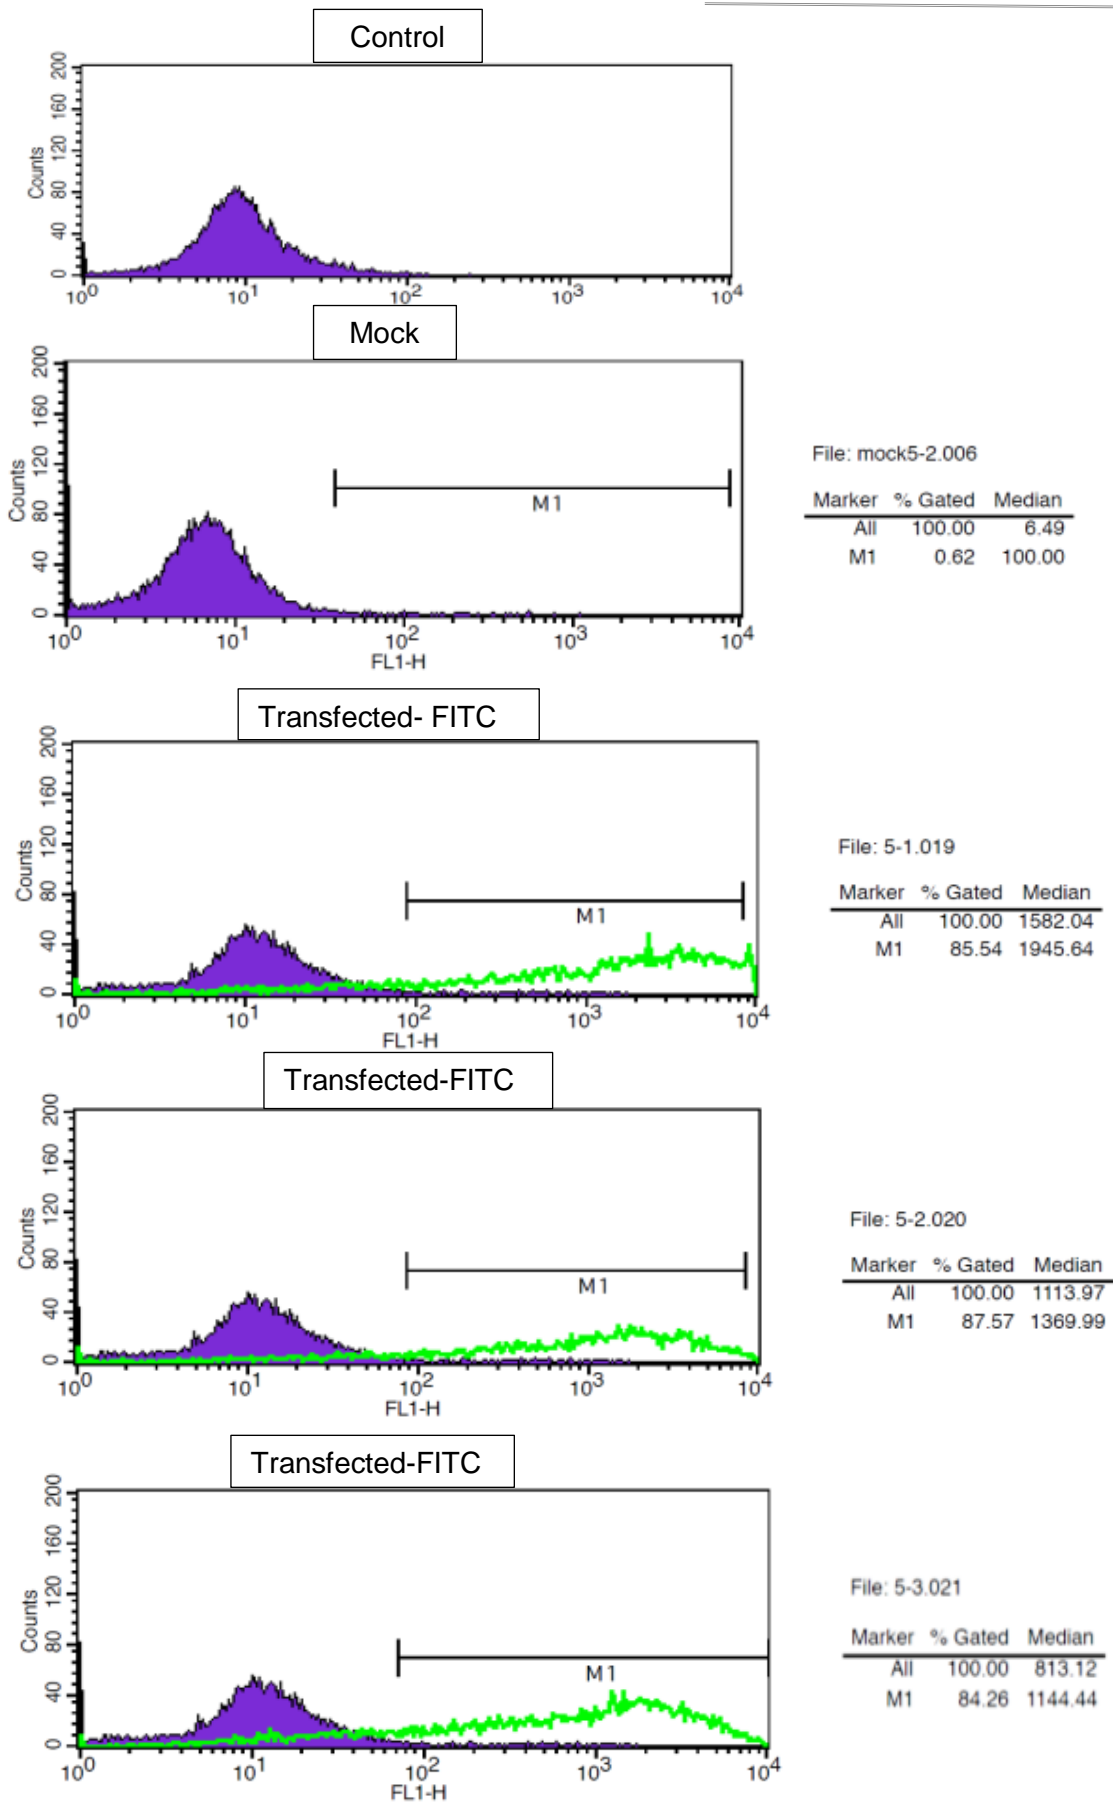 Control
200
160
120
80
40
0
Counts
10^0 10^1 10^2 10^3 10^4
Mock
200
160
120
80
40
0
Counts
M1
10^0 10^1 10^2 10^3 10^4
FL1-H
File: mock5-2.006
Marker % Gated Median
All 100.00 6.49
M1 0.62 100.00
Transfected- FITC
200
160
120
80
40
0
Counts
M1
10^0 10^1 10^2 10^3 10^4
FL1-H
File: 5-1.019
Marker % Gated Median
All 100.00 1582.04
M1 85.54 1945.64
Transfected-FITC
200
160
120
80
40
0
Counts
M1
10^0 10^1 10^2 10^3 10^4
FL1-H
File: 5-2.020
Marker % Gated Median
All 100.00 1113.97
M1 87.57 1369.99
Transfected-FITC
200
160
120
80
40
0
Counts
M1
10^0 10^1 10^2 10^3 10^4
FL1-H
File: 5-3.021
Marker % Gated Median
All 100.00 813.12
M1 84.26 1144.44